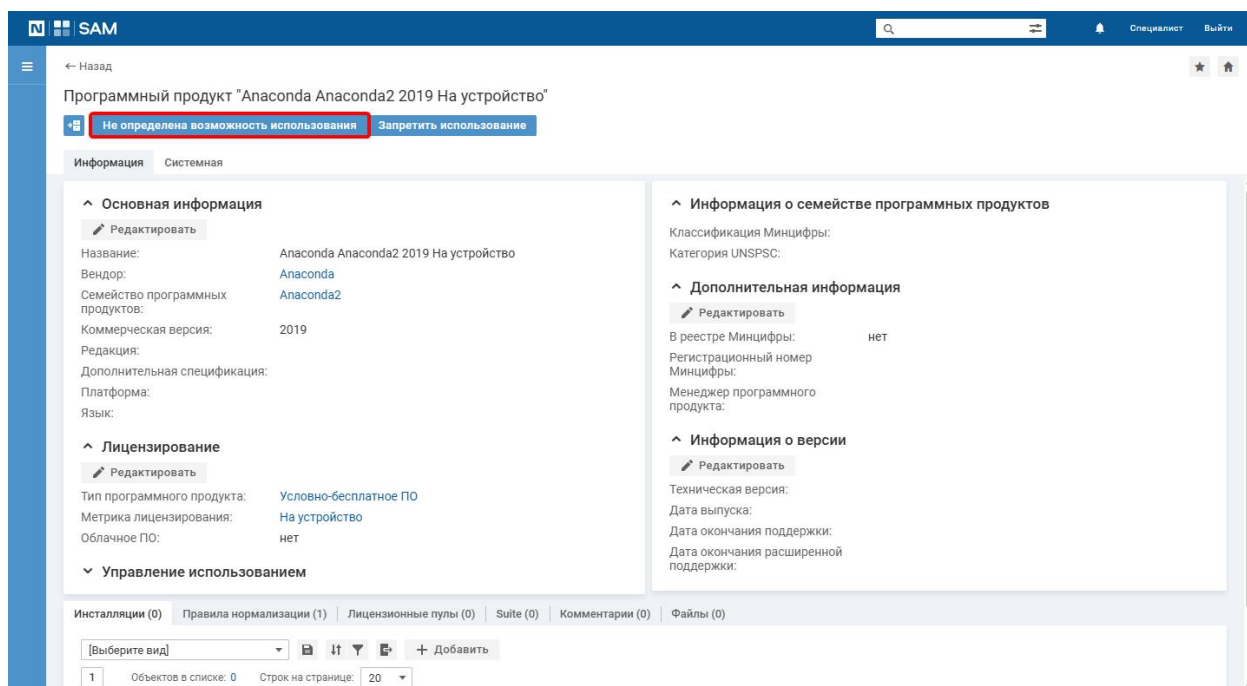 N SAM
Специалист Выйти
← Назад
Программный продукт "Anaconda Anaconda2 2019 На устройство"
Не определена возможность использования Запретить использование
Информация Системная
Основная информация
Редактировать
Название: Anaconda Anaconda2 2019 На устройство
Вендор: Anaconda
Семейство программных Anaconda2
продуктов:
Коммерческая версия: 2019
Редакция:
Дополнительная спецификация:
Платформа:
Язык:
Лицензирование
Редактировать
Тип программного продукта: Условно-бесплатное ПО
Метрика лицензирования: На устройство
Облачное ПО: нет
Управление использованием
Информация о семействе программных продуктов
Классификация Минцифры:
Категория UNSPSC:
Дополнительная информация
Редактировать
В реестре Минцифры: нет
Регистрационный номер
Минцифры:
Менеджер программного
продукта:
Информация о версии
Редактировать
Техническая версия:
Дата выпуска:
Дата окончания поддержки:
Дата окончания расширенной
поддержки:
Инсталляции (0) Правила нормализации (1) Лицензионные пулы (0) Suite (0) Комментарии (0) Файлы (0)
[Выберите вид] + Добавить
1 Объектов в списке: 0 Строк на странице: 20